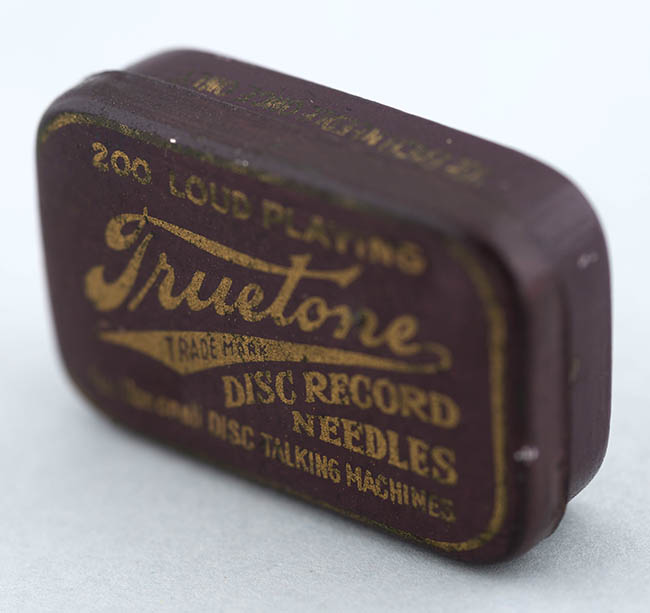 200 LOUD PLAYING
Truetone
TRADE MARK
DISC RECORD
NEEDLES
DISC TALKING MACHINES